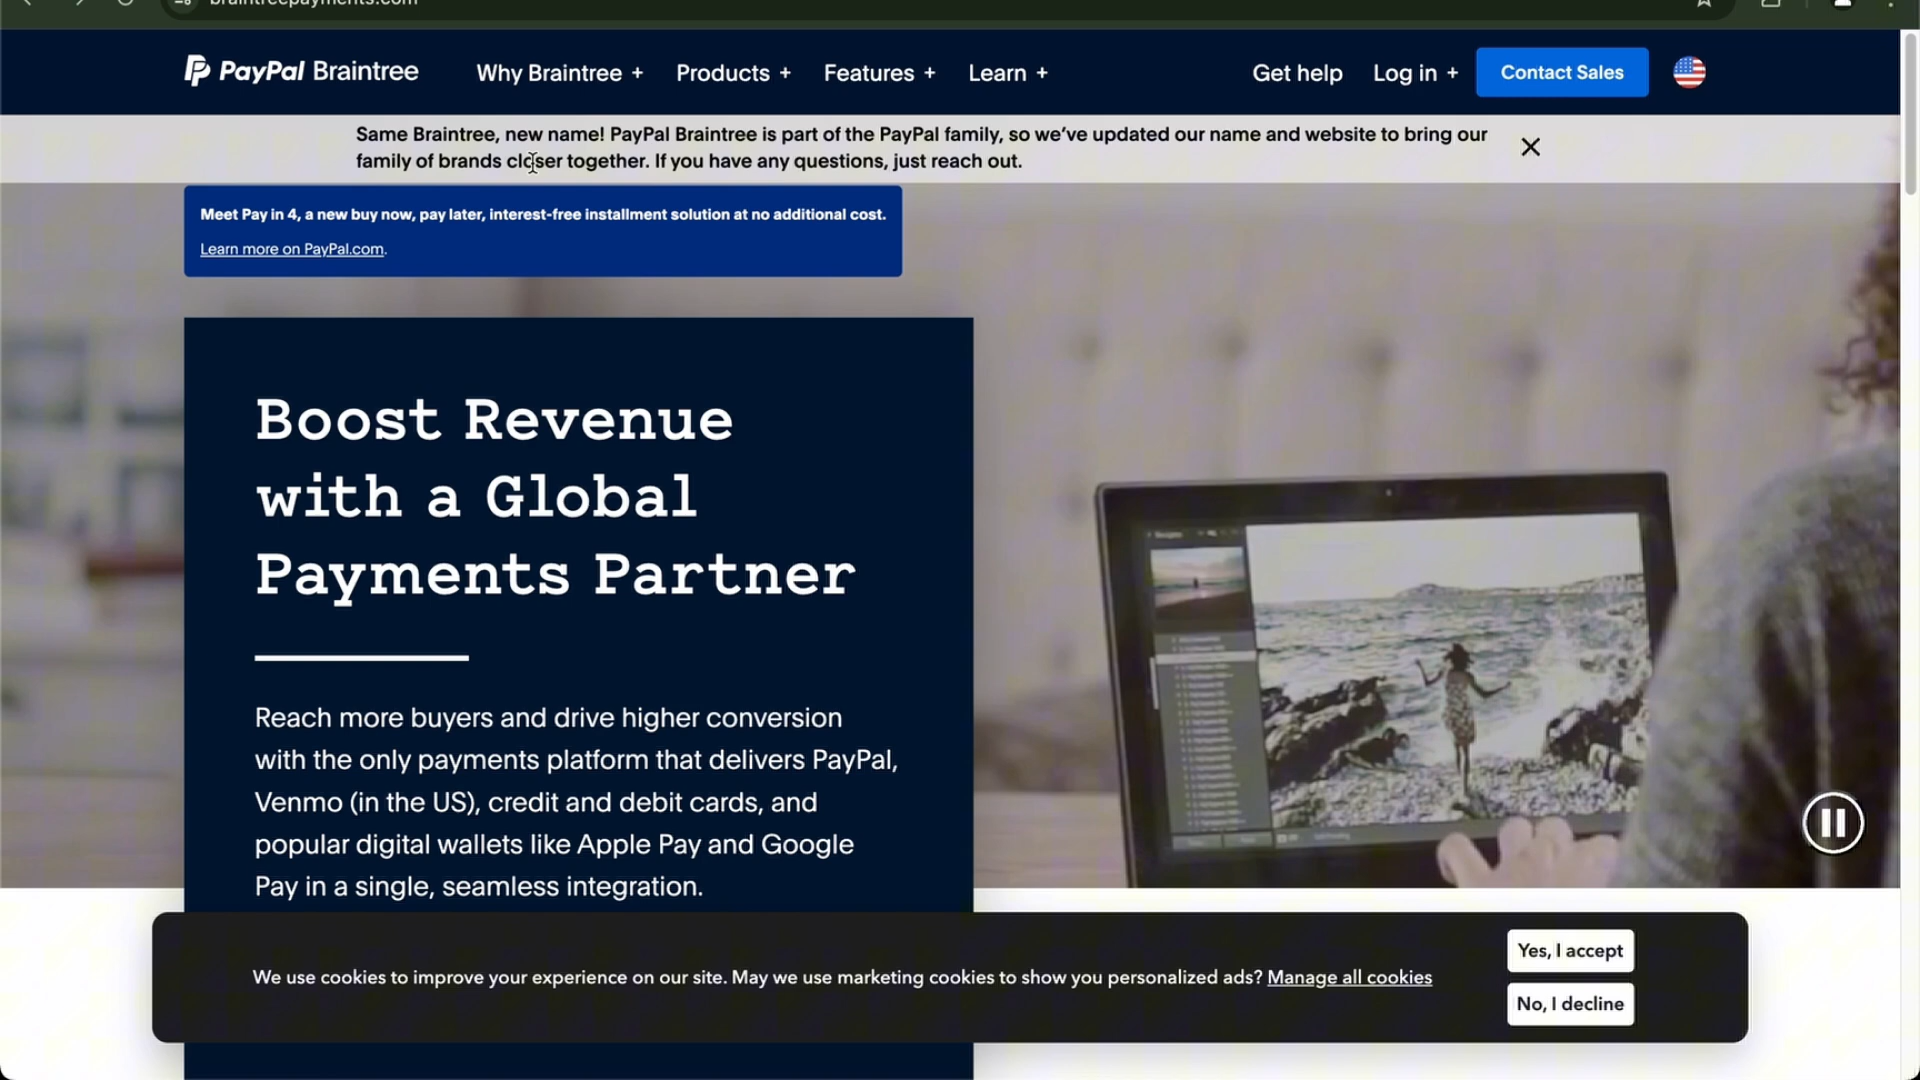 braintreepayments.com
PayPal Braintree
Why Braintree +
Products +
Features +
Learn +
Get help
Log in +
Contact Sales
Same Braintree, new name! PayPal Braintree is part of the PayPal family, so we’ve updated our name and website to bring our
family of brands closer together. If you have any questions, just reach out.
Meet Pay in 4, a new buy now, pay later, interest-free installment solution at no additional cost.
Learn more on PayPal.com.
Boost Revenue
with a Global
Payments Partner
Reach more buyers and drive higher conversion
with the only payments platform that delivers PayPal,
Venmo (in the US), credit and debit cards, and
popular digital wallets like Apple Pay and Google
Pay in a single, seamless integration.
We use cookies to improve your experience on our site. May we use marketing cookies to show you personalized ads? Manage all cookies
Yes, I accept
No, I decline